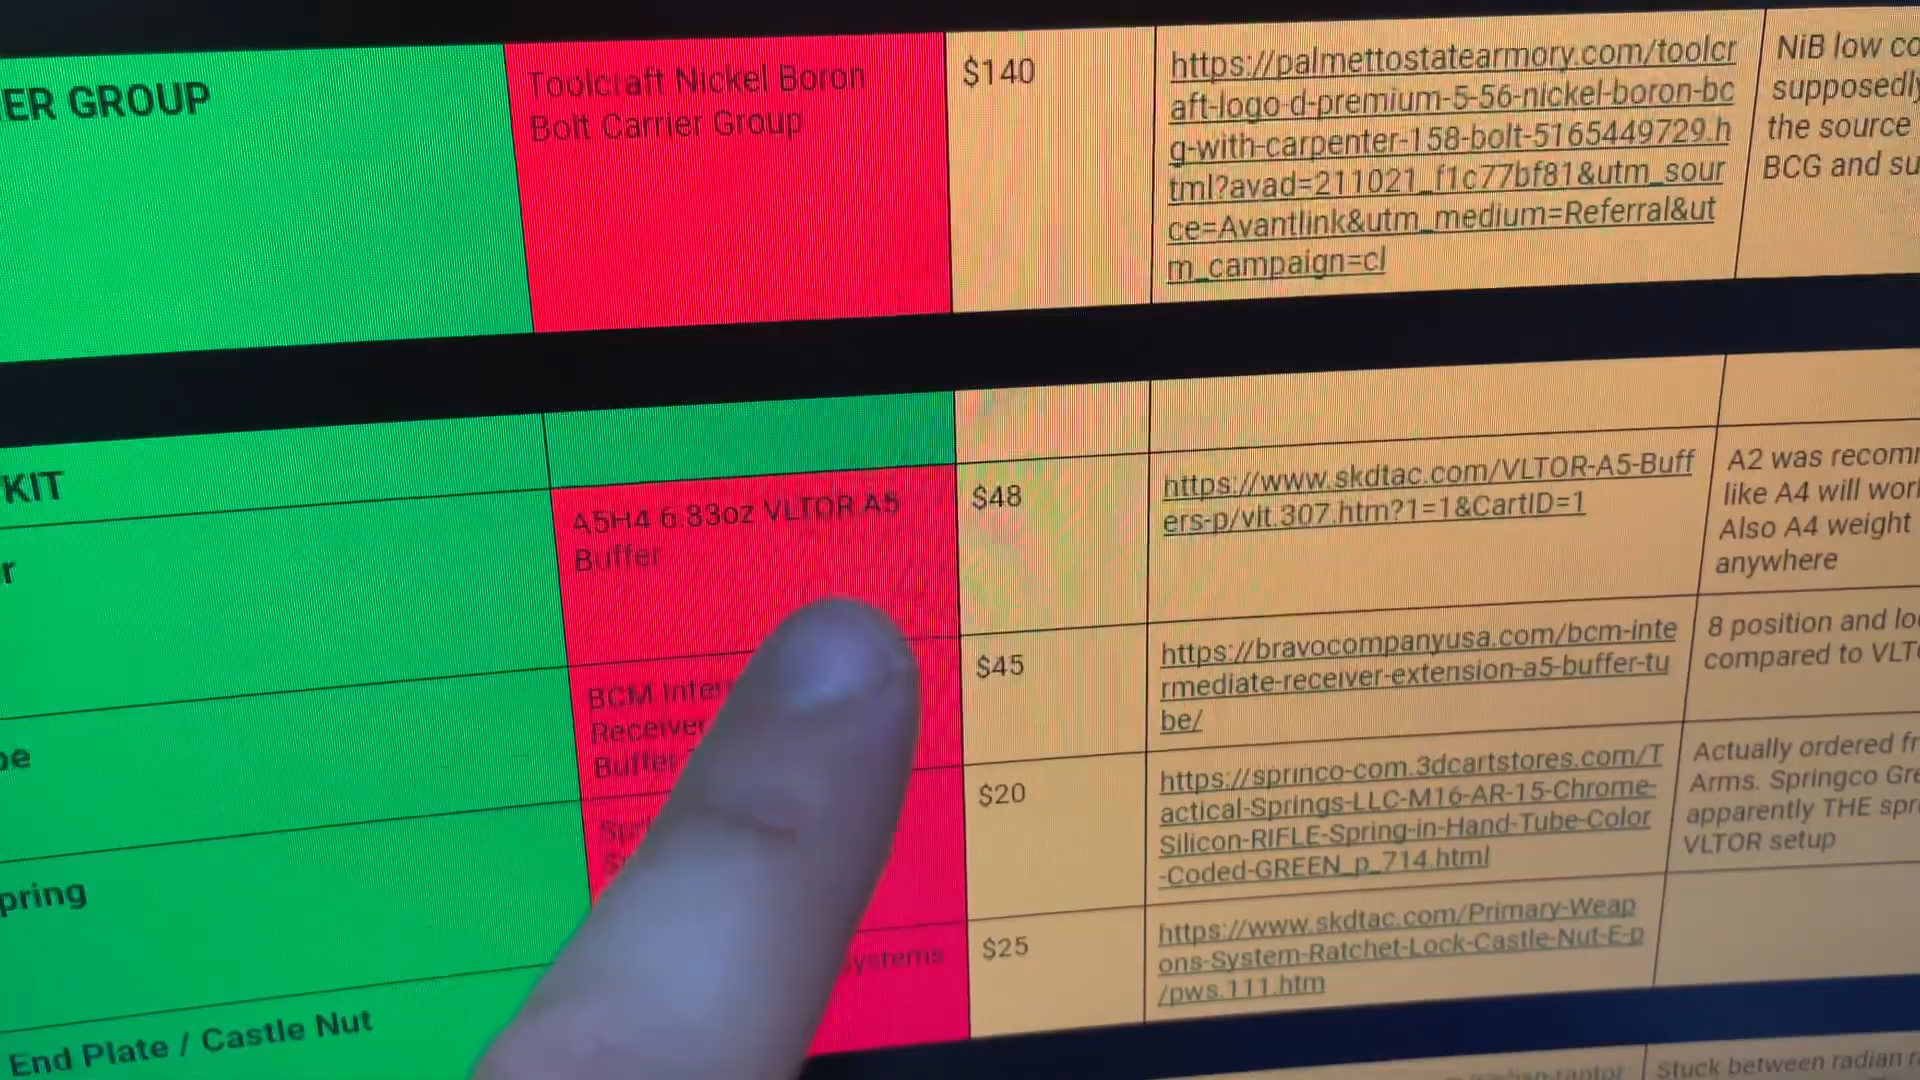 ER GROUP
Toolcraft Nickel Boron
Bolt Carrier Group
$140
https://palmettostatearmory.com/toolcr
aft-logo-d-premium-5-56-nickel-boron-bc
g-with-carpenter-158-bolt-5165449729.h
tml?avad=211021_f1c77bf81&utm_sour
ce=Avantlink&utm_medium=Referral&ut
m_campaign=cl
NiB low co
supposedly
the source
BCG and su
KIT
r
A5H4 6.83oz VLTOR A5
Buffer
$48
https://www.skdtac.com/VLTOR-A5-Buff
ers-p/vlt.307.htm?1=1&CartID=1
A2 was recom
like A4 will wor
Also A4 weight
anywhere
be
BCM Inter
Receiver
Buffer
$45
https://bravocompanyusa.com/bcm-inte
rmediate-receiver-extension-a5-buffer-tu
be/
8 position and lo
compared to VLT
pring
$20
https://sprinco-com.3dcartstores.com/T
actical-Springs-LLC-M16-AR-15-Chrome-
Silicon-RIFLE-Spring-in-Hand-Tube-Color
-Coded-GREEN_p_714.html
Actually ordered fr
Arms. Springco Gre
apparently THE spri
VLTOR setup
End Plate / Castle Nut
ystems
$25
https://www.skdtac.com/Primary-Weap
ons-System-Ratchet-Lock-Castle-Nut-E-p
/pws.111.htm
Stuck between radian r